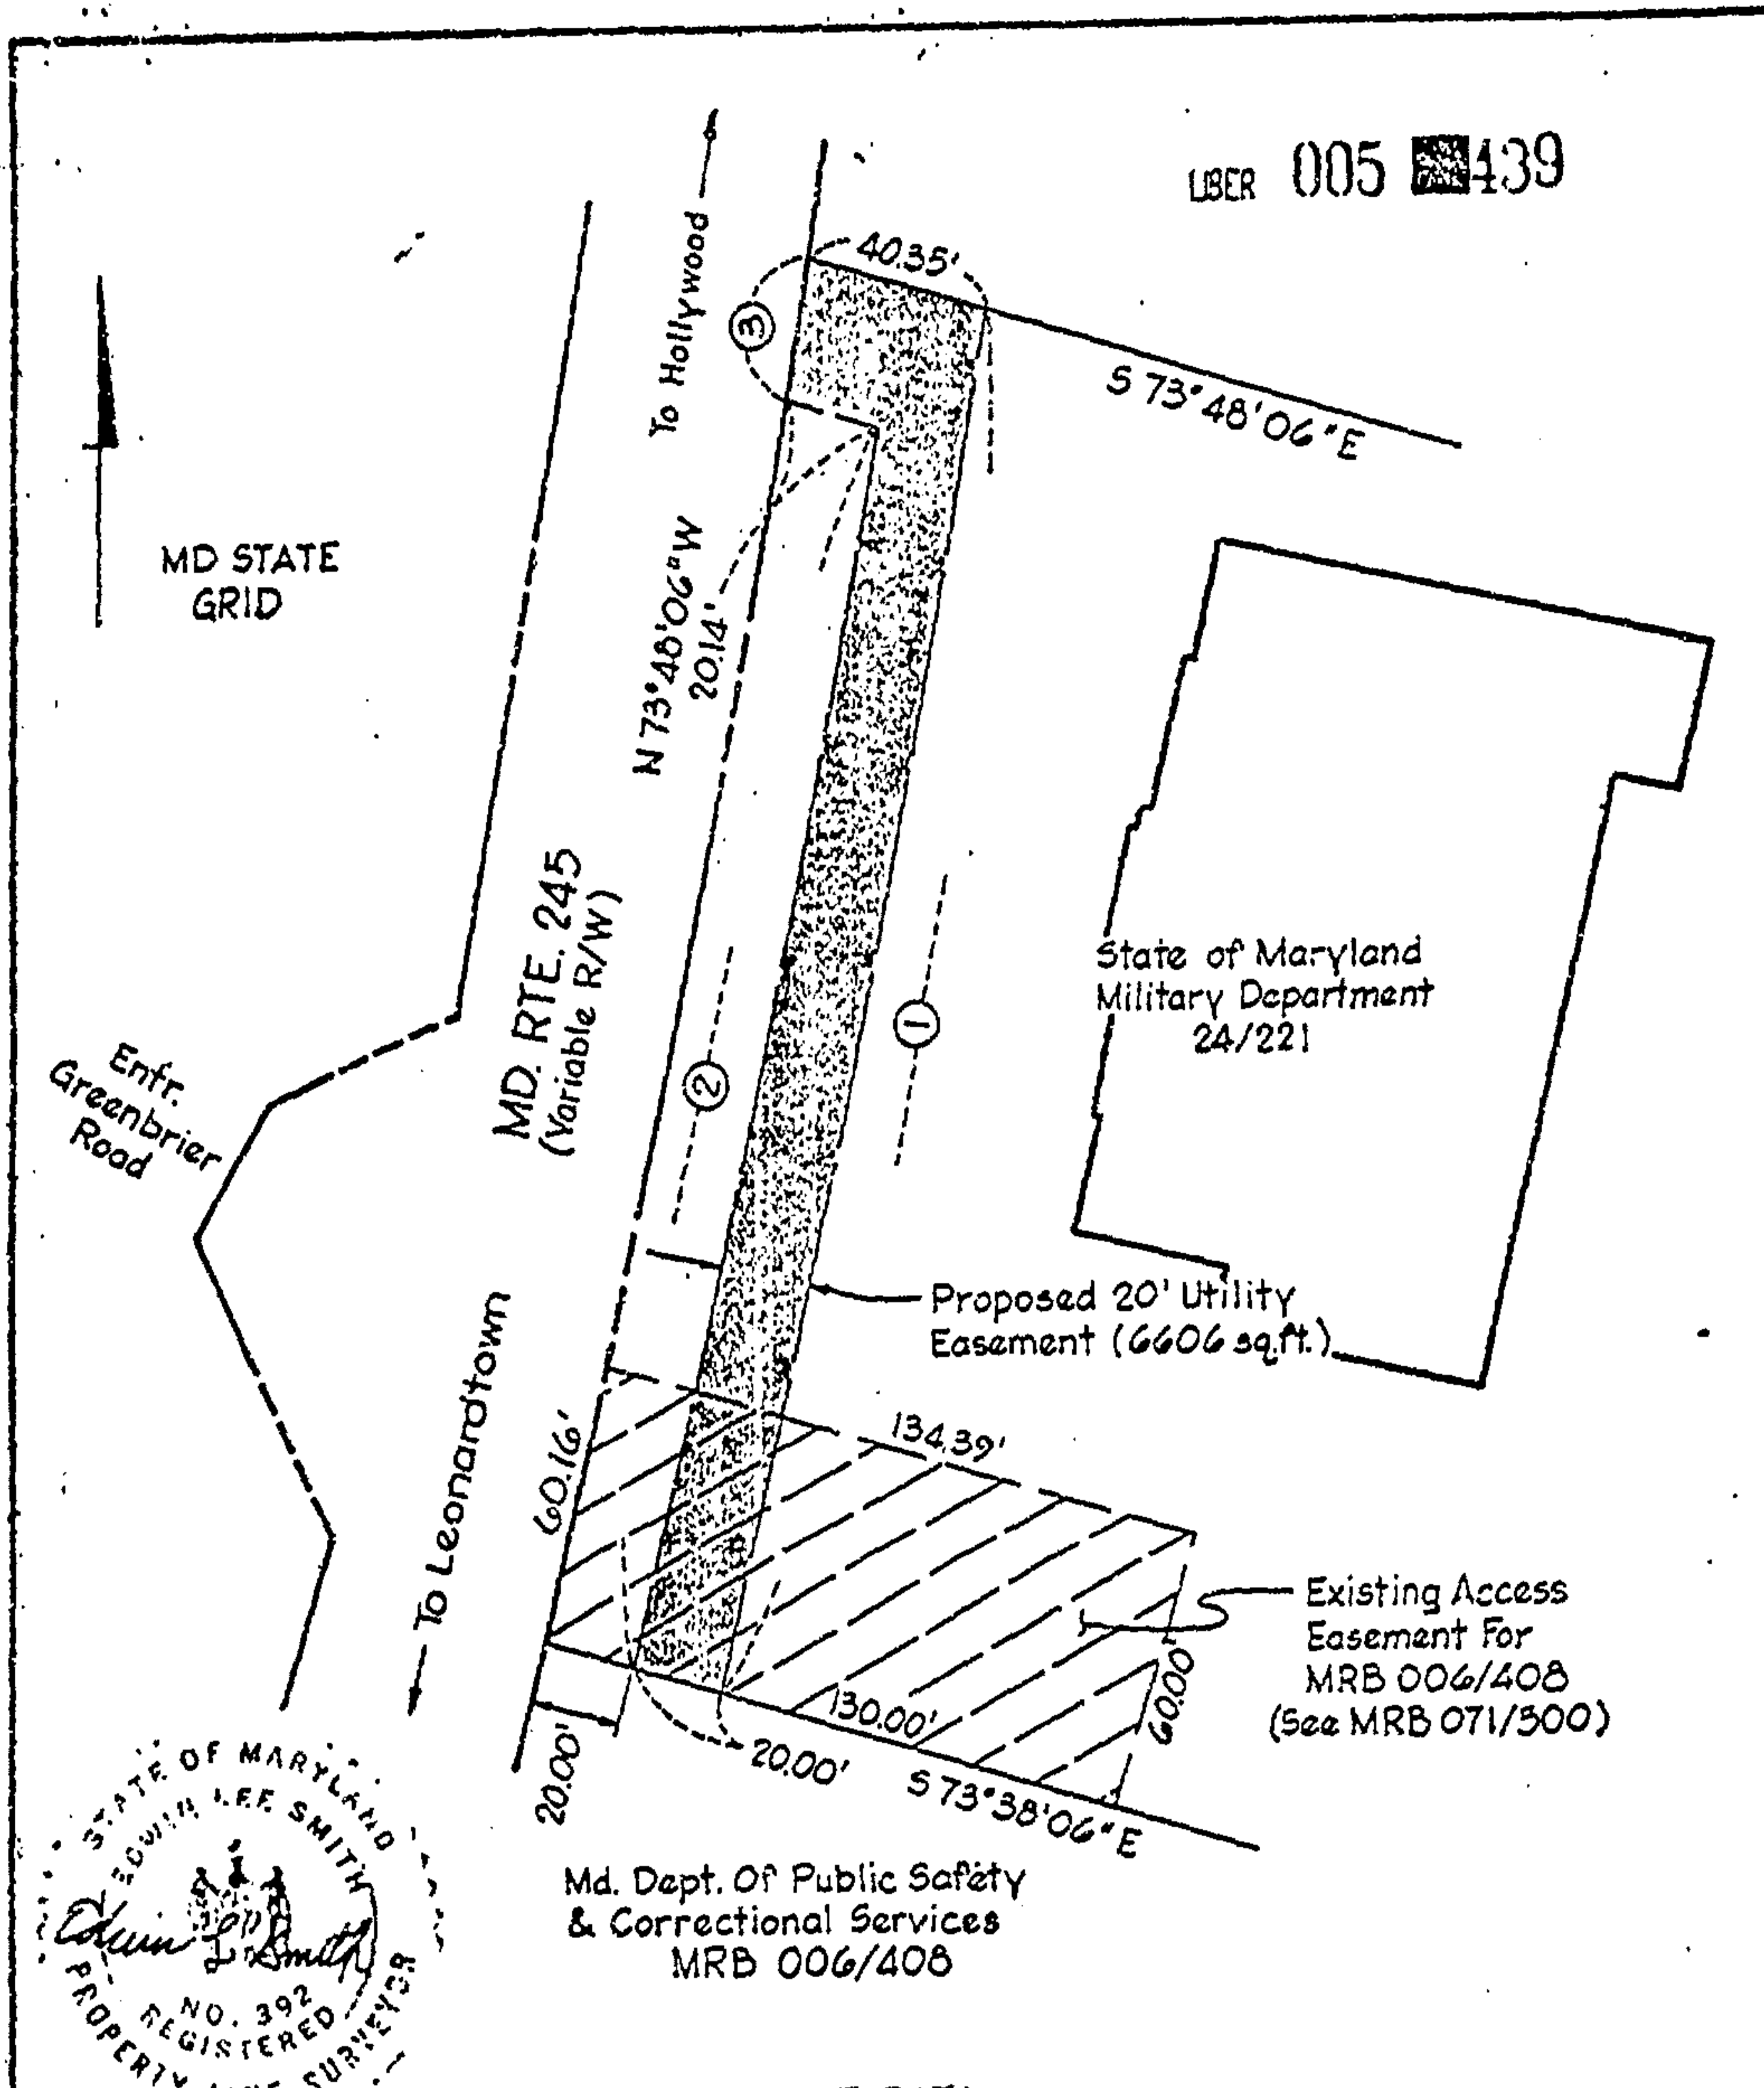 LIBER 005 439
40.35'
3
To Hollywood
S 73°48'06"E
MD STATE
GRID
N 73°48'06"W
20.14'
MD. RTE. 245
(Variable R/W)
State of Maryland
Military Department
24/221
1
2
Entr.
Greenbrier
Road
Proposed 20' Utility
Easement (6606 sq.ft.)
To Leonardtown
60.16'
134.39'
Existing Access
Easement For
MRB 006/408
(See MRB 071/300)
60.00'
130.00'
20.00'
20.00'
S 73°38'06"E
Md. Dept. Of Public Safety
& Correctional Services
MRB 006/408
STATE OF MARYLAND
EDWIN LEE SMITH
Edwin L. Smith
NO. 392
REGISTERED
PROPERTY LINE SURVEYOR